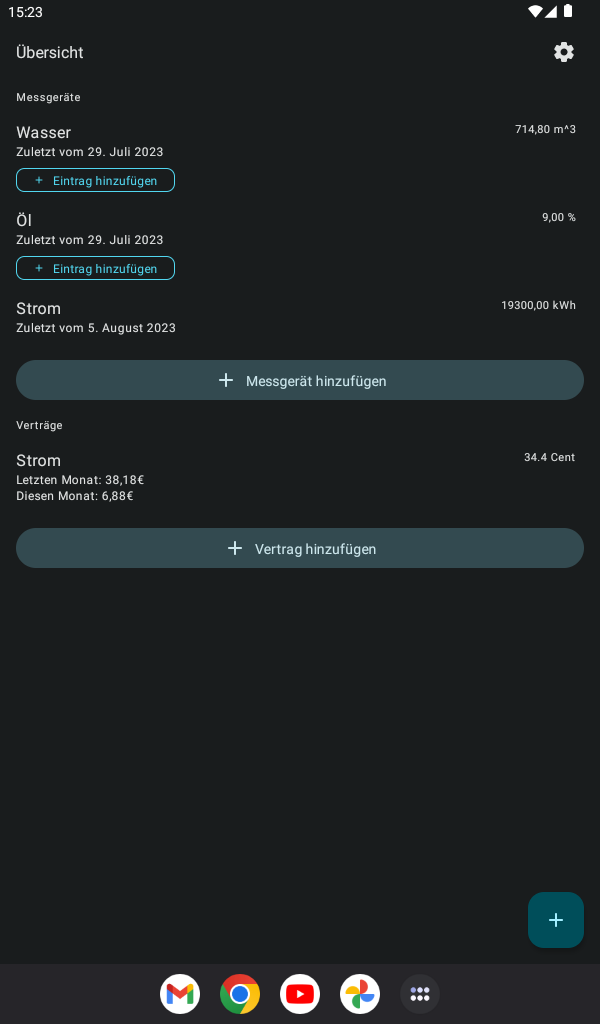 15:23
Übersicht
Messgeräte
Wasser
714,80 m^3
Zuletzt vom 29. Juli 2023
+ Eintrag hinzufügen
Öl
9,00 %
Zuletzt vom 29. Juli 2023
+ Eintrag hinzufügen
Strom
19300,00 kWh
Zuletzt vom 5. August 2023
+ Messgerät hinzufügen
Verträge
Strom
34.4 Cent
Letzten Monat: 38,18€
Diesen Monat: 6,88€
+ Vertrag hinzufügen
+